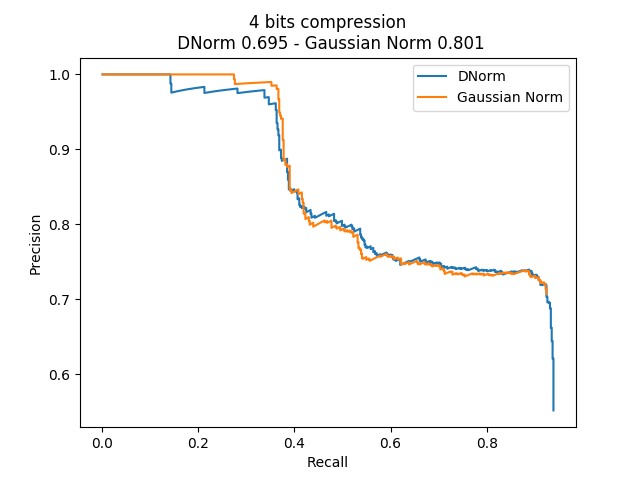 4 bits compression
DNorm 0.695 - Gaussian Norm 0.801
DNorm
Gaussian Norm
1.0
0.9
0.8
0.7
0.6
Precision
0.0
0.2
0.4
0.6
0.8
Recall